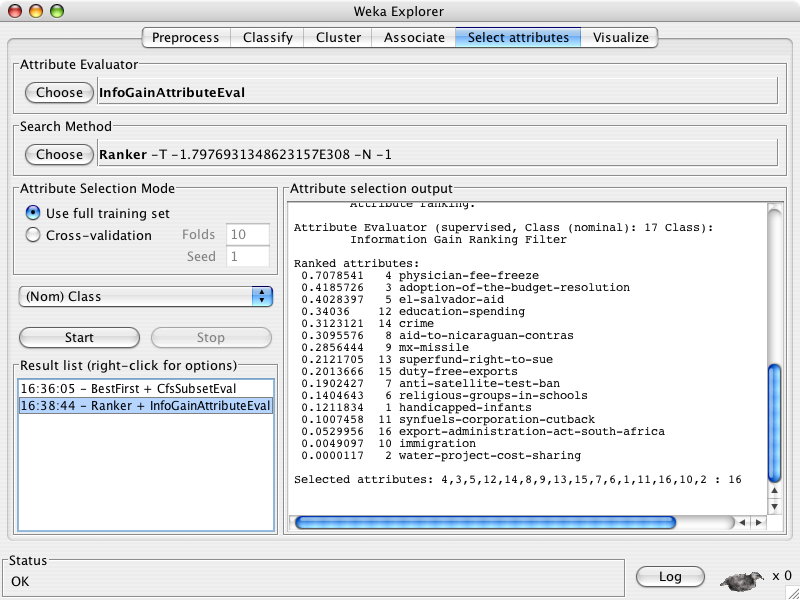 Weka Explorer
Preprocess Classify Cluster Associate Select attributes Visualize
Attribute Evaluator
Choose InfoGainAttributeEval
Search Method
Choose Ranker -T -1.7976931348623157E308 -N -1
Attribute Selection Mode
Use full training set
Cross-validation Folds 10
Seed 1
(Nom) Class
Start Stop
Result list (right-click for options)
16:36:05 - BestFirst + CfsSubsetEval
16:38:44 - Ranker + InfoGainAttributeEval
Attribute selection output
Attribute ranking.
Attribute Evaluator (supervised, Class (nominal): 17 Class):
Information Gain Ranking Filter
Ranked attributes:
0.7078541 4 physician-fee-freeze
0.4185726 3 adoption-of-the-budget-resolution
0.4028397 5 el-salvador-aid
0.34036 12 education-spending
0.3123121 14 crime
0.3095576 8 aid-to-nicaraguan-contras
0.2856444 9 mx-missile
0.2121705 13 superfund-right-to-sue
0.2013666 15 duty-free-exports
0.1902427 7 anti-satellite-test-ban
0.1404643 6 religious-groups-in-schools
0.1211834 1 handicapped-infants
0.1007458 11 synfuels-corporation-cutback
0.0529956 16 export-administration-act-south-africa
0.0049097 10 immigration
0.0000117 2 water-project-cost-sharing
Selected attributes: 4,3,5,12,14,8,9,13,15,7,6,1,11,16,10,2 : 16
Status
OK
Log x 0